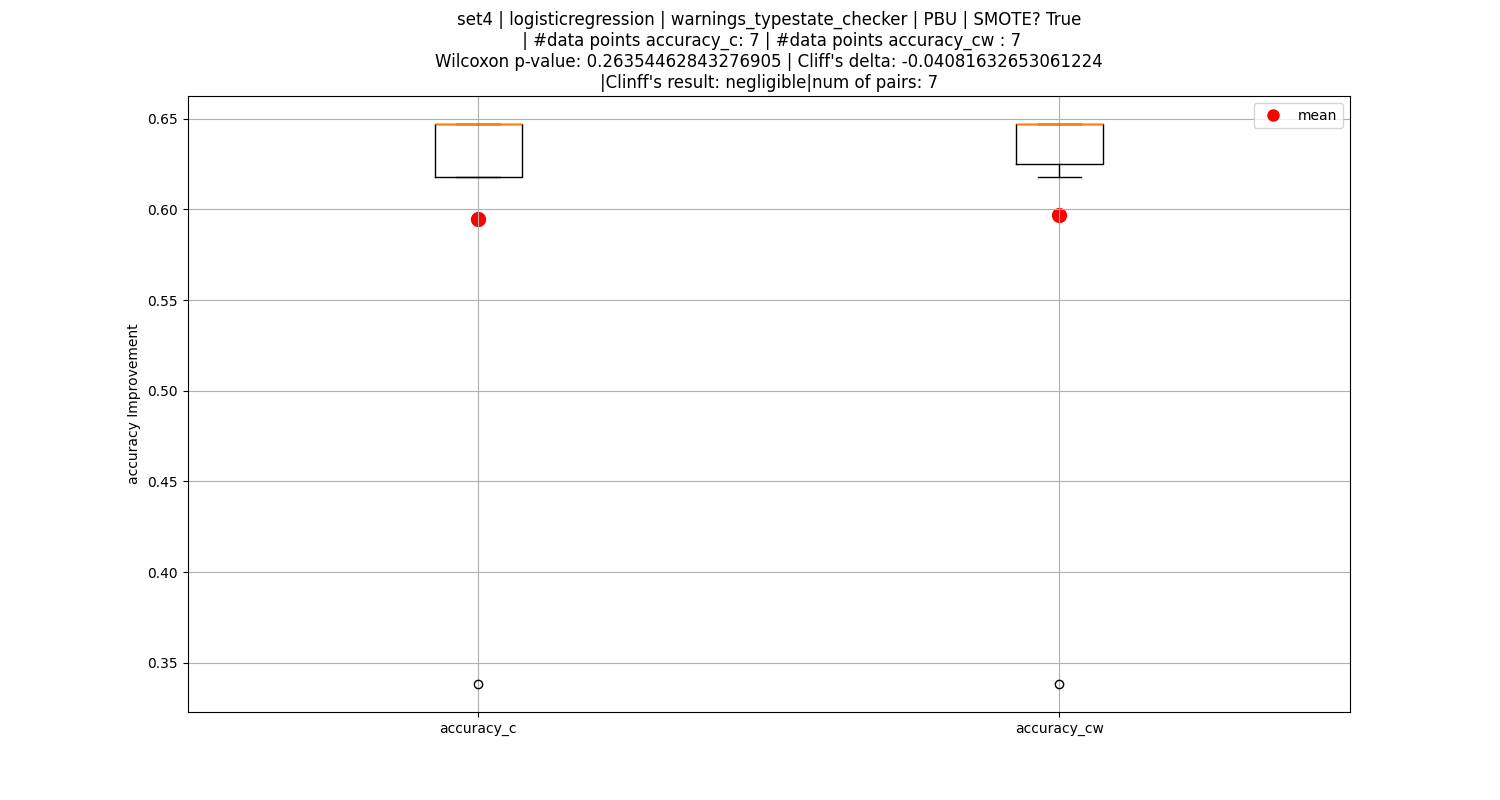 set4 | logisticregression | warnings_typestate_checker | PBU | SMOTE? True
| #data points accuracy_c: 7 | #data points accuracy_cw : 7
Wilcoxon p-value: 0.26354462843276905 | Cliff's delta: -0.04081632653061224
|Clinff's result: negligible|num of pairs: 7
mean
0.65
0.60
0.55
0.50
0.45
0.40
0.35
accuracy Improvement
accuracy_c
accuracy_cw